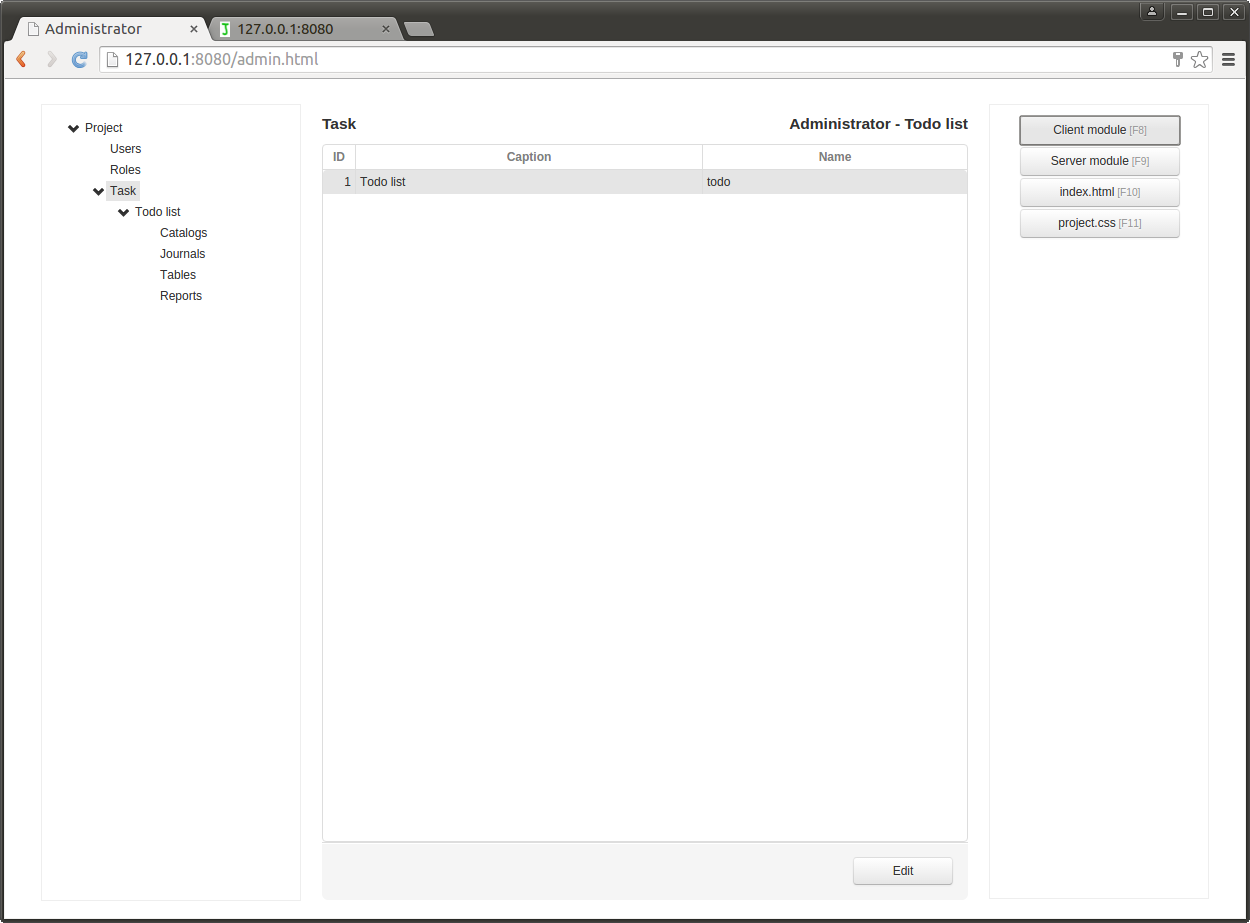 Administrator
127.0.0.1:8080
127.0.0.1:8080/admin.html
Project
Users
Roles
Task
Todo list
Catalogs
Journals
Tables
Reports
Task Administrator - Todo list
ID Caption Name
1 Todo list todo
Edit
Client module [F8]
Server module [F9]
index.html [F10]
project.css [F11]